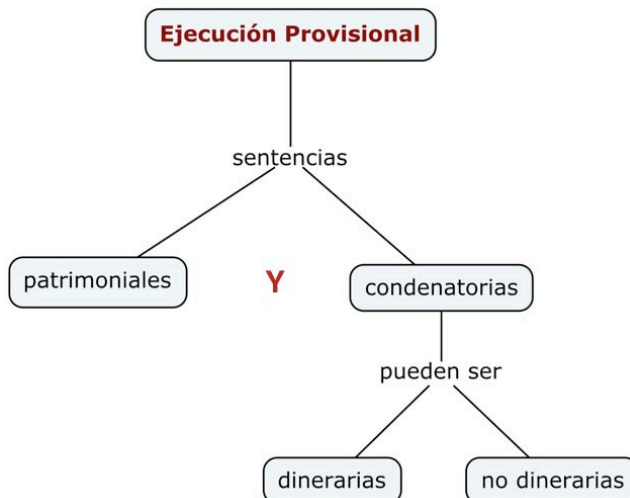 Ejecución Provisional
sentencias
patrimoniales
Y
condenatorias
pueden ser
dinerarias
no dinerarias